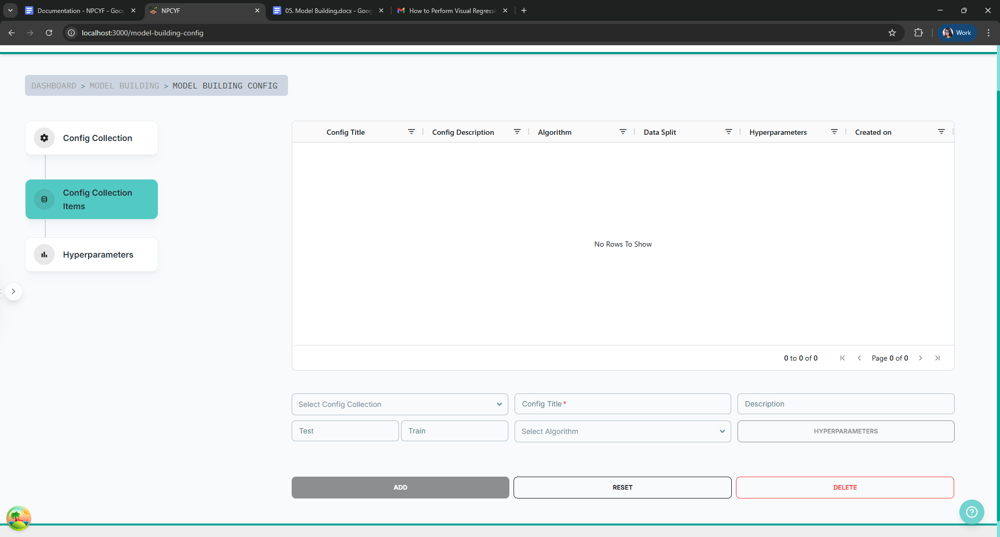 Documentation - NPCYF - Goo
NPCYF
05. Model Building.docx - Goog
How to Perform Visual Regressi
localhost:3000/model-building-config
Work
DASHBOARD > MODEL BUILDING > MODEL BUILDING CONFIG
Config Collection
Config Collection
Items
Hyperparameters
Config Title
Config Description
Algorithm
Data Split
Hyperparameters
Created on
No Rows To Show
0 to 0 of 0
Page 0 of 0
Select Config Collection
Config Title*
Description
Test
Train
Select Algorithm
HYPERPARAMETERS
ADD
RESET
DELETE